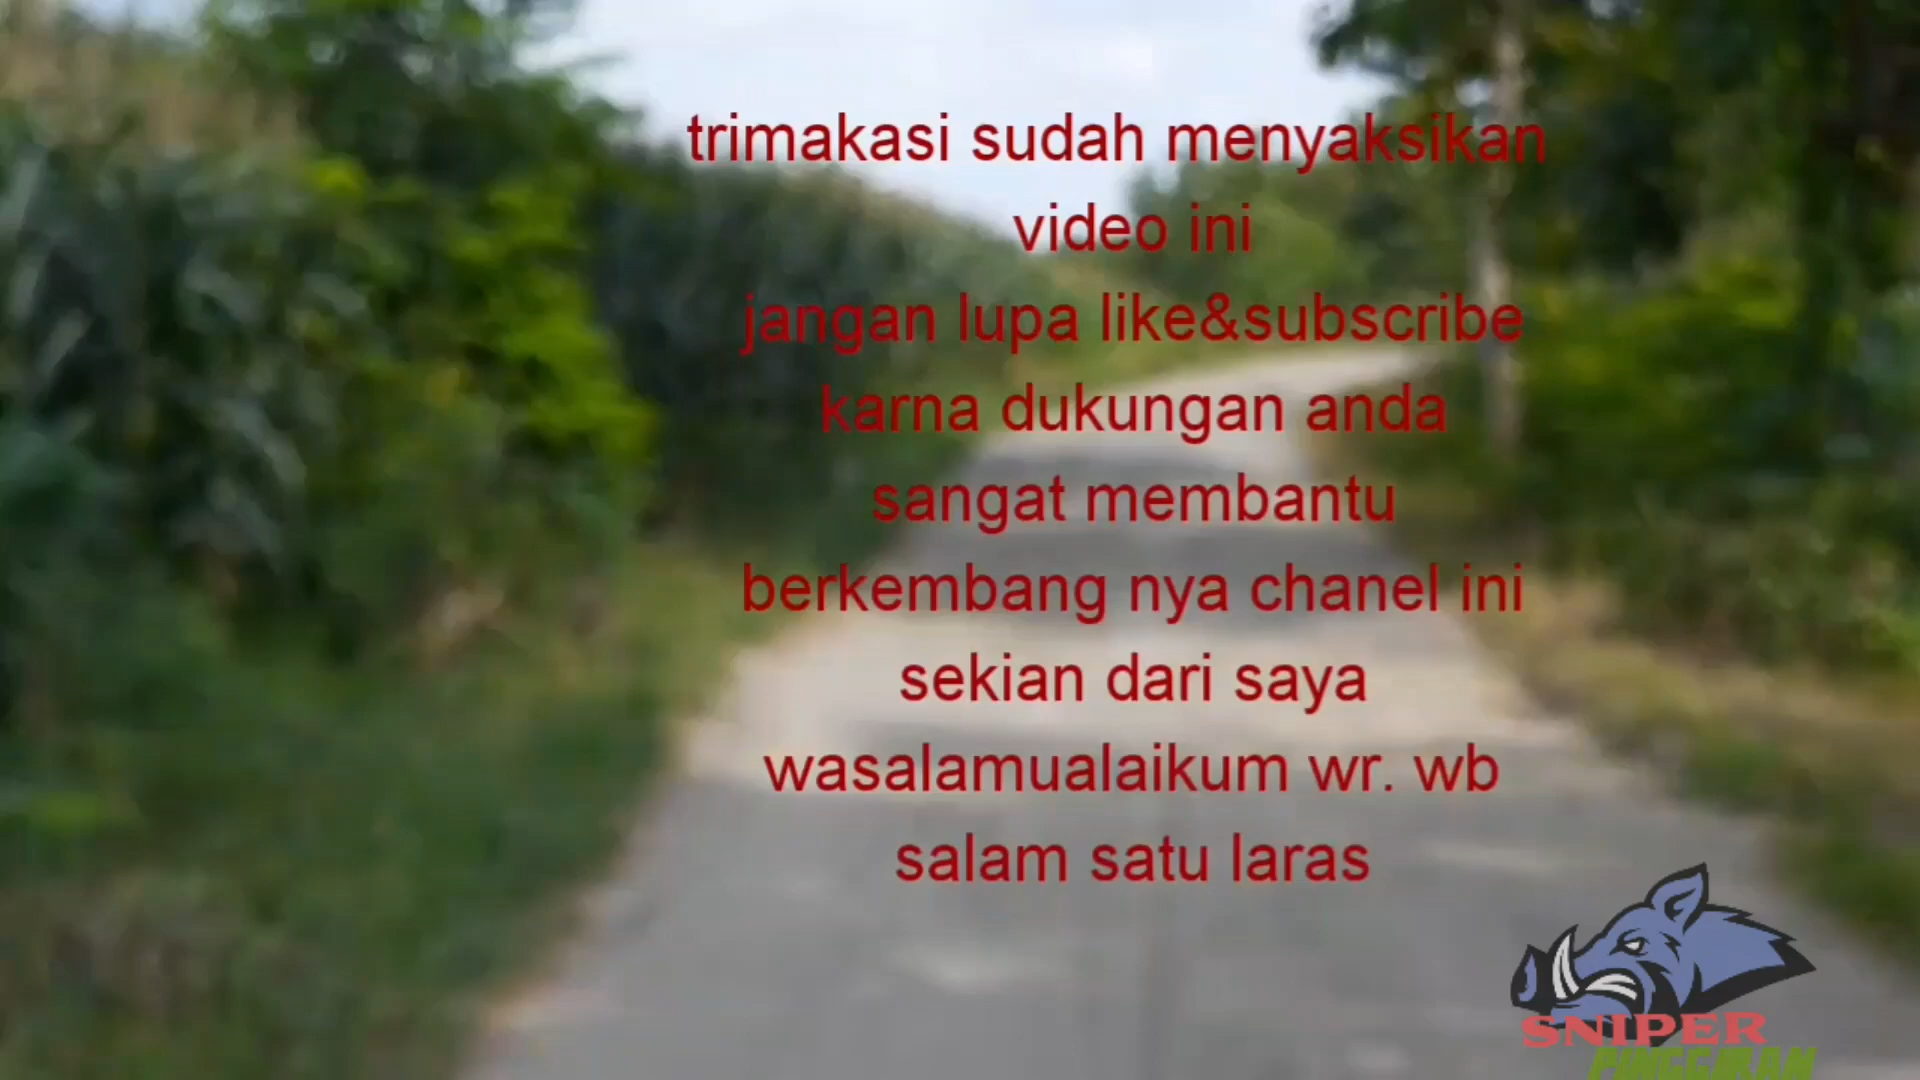 trimakasi sudah menyaksikan
video ini
jangan lupa like&subscribe
karna dukungan anda
sangat membantu
berkembang nya chanel ini
sekian dari saya
wasalamualaikum wr. wb
salam satu laras
SNIPER